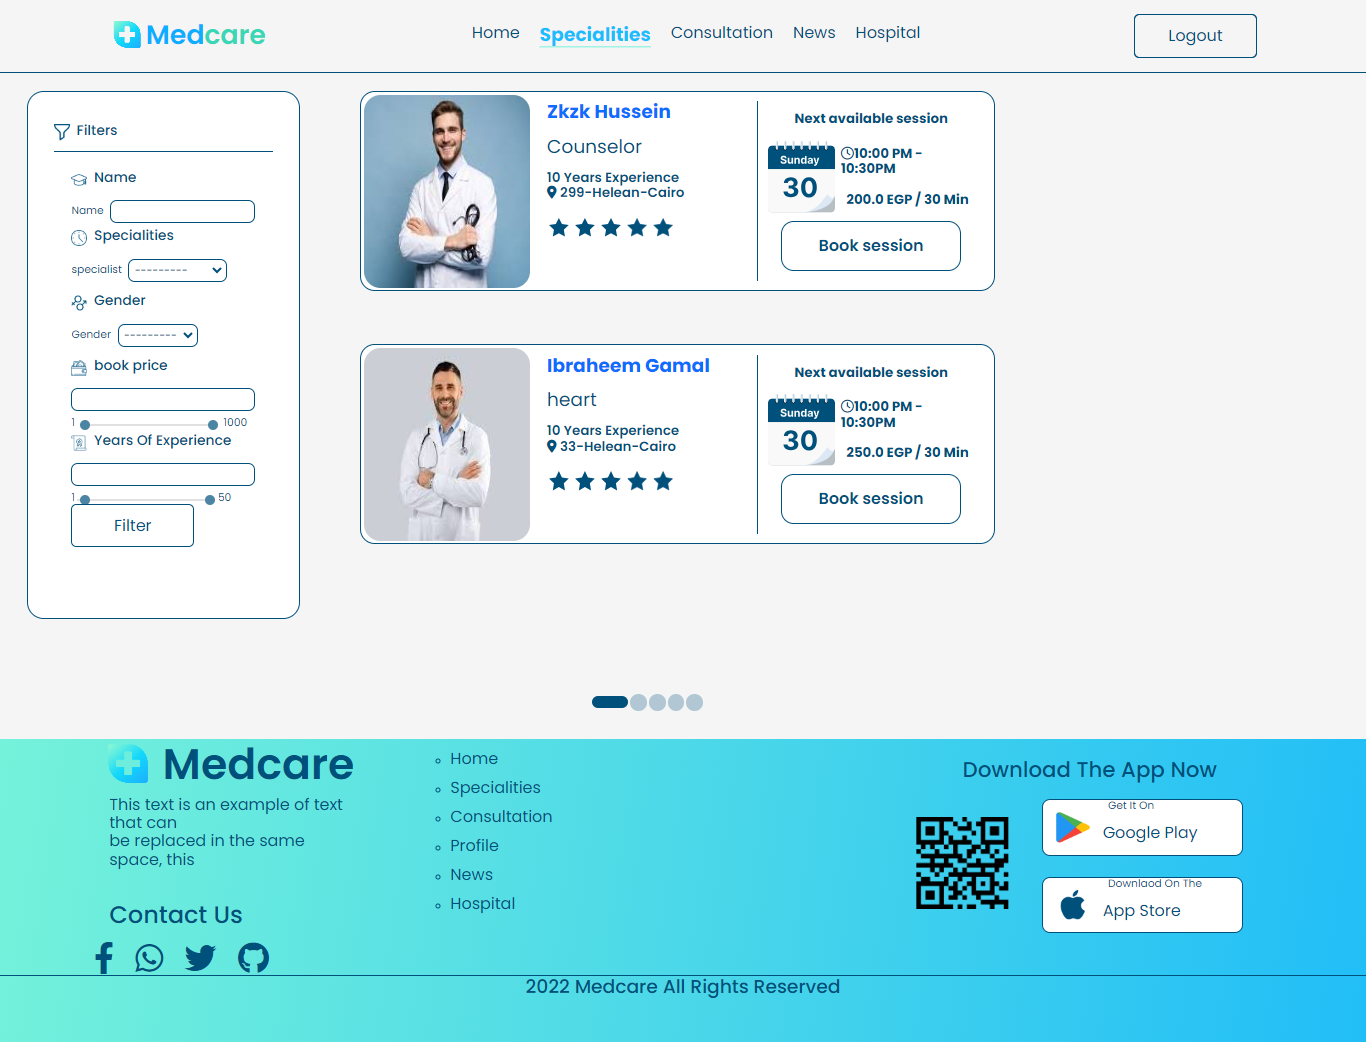 Medcare
Home
Specialities
Consultation
News
Hospital
Logout
Filters
Name
Name
Specialities
specialist ---------
Gender
Gender ---------
book price
1 1000
Years Of Experience
1 50
Filter
Zkzk Hussein
Counselor
10 Years Experience
299-Helean-Cairo
Next available session
Sunday
30
10:00 PM -
10:30PM
200.0 EGP / 30 Min
Book session
Ibraheem Gamal
heart
10 Years Experience
33-Helean-Cairo
Next available session
Sunday
30
10:00 PM -
10:30PM
250.0 EGP / 30 Min
Book session
Medcare
This text is an example of text
that can
be replaced in the same
space, this
Contact Us
Home
Specialities
Consultation
Profile
News
Hospital
Download The App Now
Get It On
Google Play
Downlaod On The
App Store
2022 Medcare All Rights Reserved